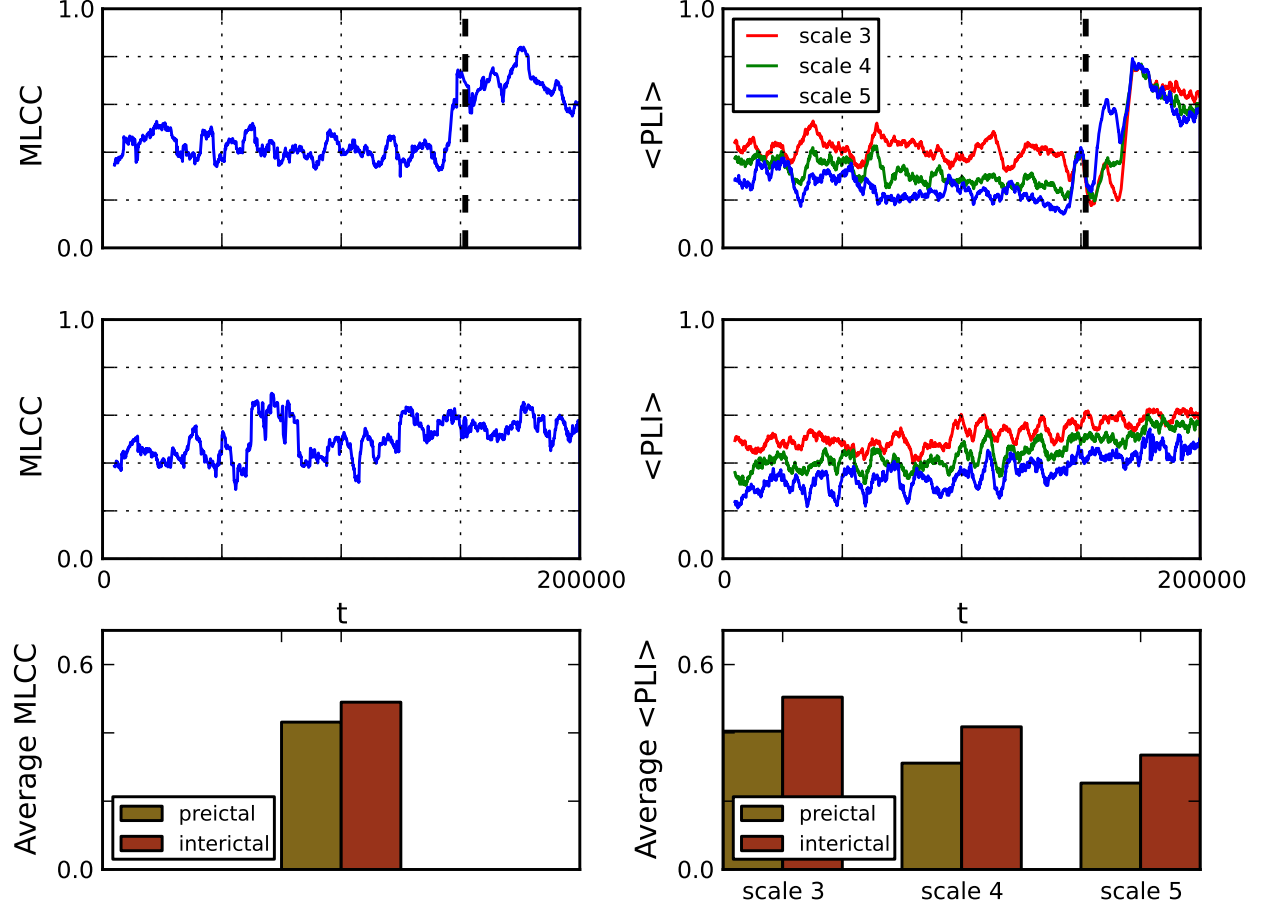 1.0
MLCC
0.0
1.0
<PLI>
0.0
scale 3
scale 4
scale 5
1.0
MLCC
0.0
0
200000
t
1.0
<PLI>
0.0
0
200000
t
0.6
Average MLCC
0.0
preictal
interictal
0.6
Average <PLI>
0.0
preictal
interictal
scale 3
scale 4
scale 5